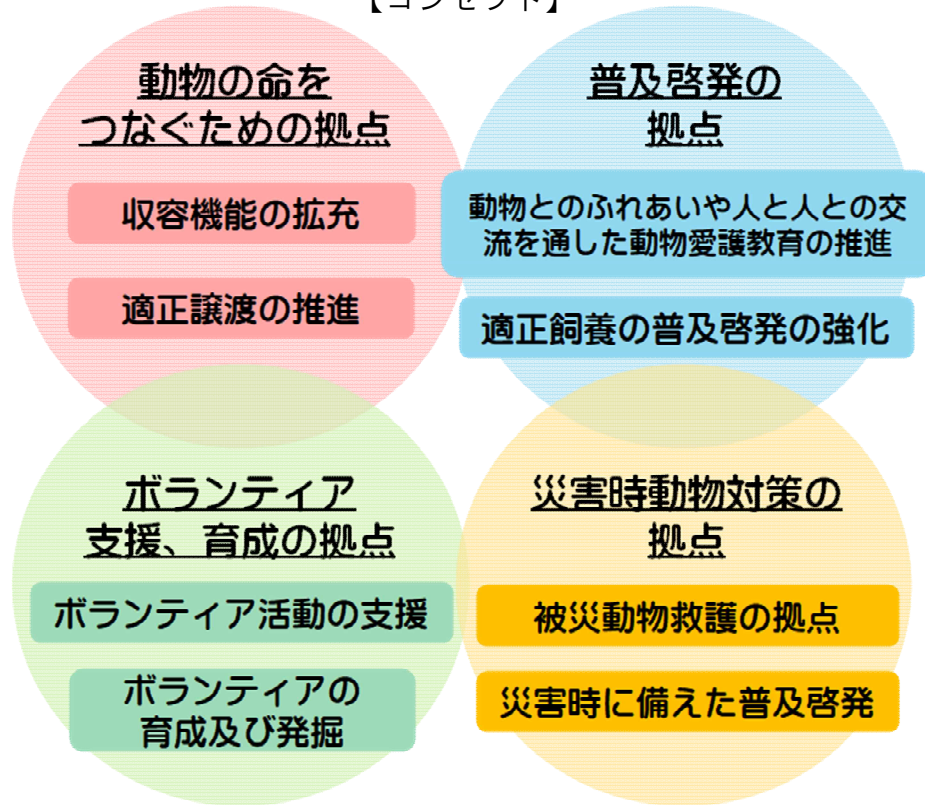 【コンセプト】
動物の命を
つなぐための拠点
収容機能の拡充
適正譲渡の推進
普及啓発の
拠点
動物とのふれあいや人と人との交
流を通した動物愛護教育の推進
適正飼養の普及啓発の強化
ボランティア
支援、育成の拠点
ボランティア活動の支援
ボランティアの
育成及び発掘
災害時動物対策の
拠点
被災動物救護の拠点
災害時に備えた普及啓発